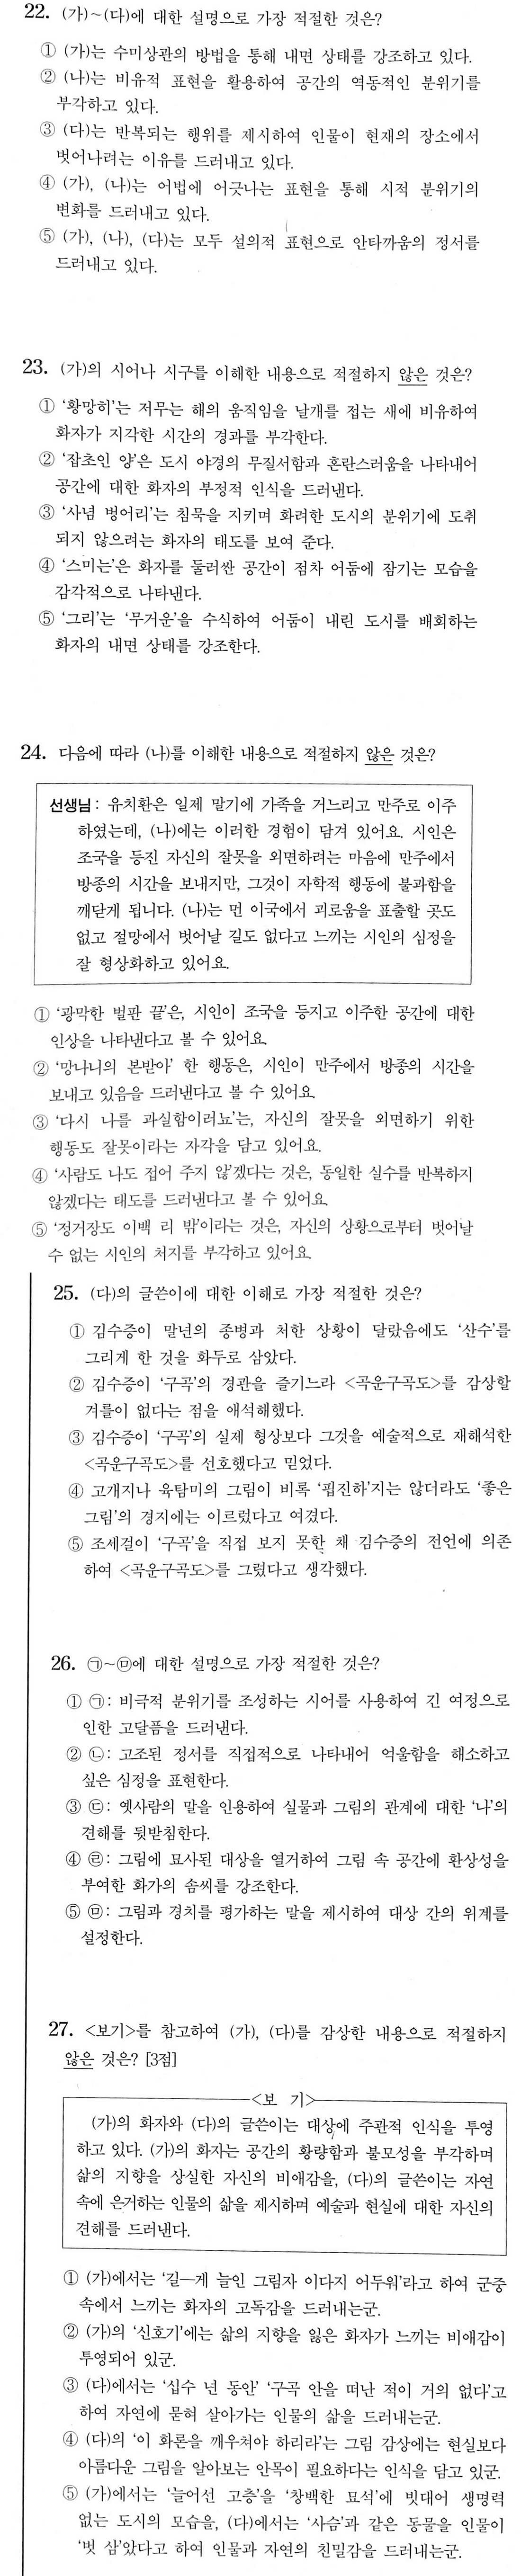 22. (가)~(다)에 대한 설명으로 가장 적절한 것은?
① (가)는 수미상관의 방법을 통해 내면 상태를 강조하고 있다.
② (나)는 비유적 표현을 활용하여 공간의 역동적인 분위기를
부각하고 있다.
③ (다)는 반복되는 행위를 제시하여 인물이 현재의 장소에서
벗어나려는 이유를 드러내고 있다.
④ (가), (나)는 어법에 어긋나는 표현을 통해 시적 분위기의
변화를 드러내고 있다.
⑤ (가), (나), (다)는 모두 설의적 표현으로 안타까움의 정서를
드러내고 있다.
23. (가)의 시어나 시구를 이해한 내용으로 적절하지 않은 것은?
① ‘황망히’는 저무는 해의 움직임을 날개를 접는 새에 비유하여
화자가 지각한 시간의 경과를 부각한다.
② ‘잡초인 양’은 도시 야경의 무질서함과 혼란스러움을 나타내어
공간에 대한 화자의 부정적 인식을 드러낸다.
③ ‘사념 벙어리’는 침묵을 지키며 화려한 도시의 분위기에 도취
되지 않으려는 화자의 태도를 보여 준다.
④ ‘스미는’은 화자를 둘러싼 공간이 점차 어둠에 잠기는 모습을
감각적으로 나타낸다.
⑤ ‘그리’는 ‘무거운’을 수식하여 어둠이 내린 도시를 배회하는
화자의 내면 상태를 강조한다.
24. 다음에 따라 (나)를 이해한 내용으로 적절하지 않은 것은?
선생님 : 유치환은 일제 말기에 가족을 거느리고 만주로 이주
하였는데, (나)에는 이러한 경험이 담겨 있어요. 시인은
조국을 등진 자신의 잘못을 외면하려는 마음에 만주에서
방종의 시간을 보내지만, 그것이 자학적 행동에 불과함을
깨닫게 됩니다. (나)는 먼 이국에서 괴로움을 표출할 곳도
없고 절망에서 벗어날 길도 없다고 느끼는 시인의 심정을
잘 형상화하고 있어요.
① ‘광막한 벌판 끝’은, 시인이 조국을 등지고 이주한 공간에 대한
인상을 나타낸다고 볼 수 있어요.
② ‘망나니의 본받아’ 한 행동은, 시인이 만주에서 방종의 시간을
보내고 있음을 드러낸다고 볼 수 있어요.
③ ‘다시 나를 과실함이러뇨’는, 자신의 잘못을 외면하기 위한
행동도 잘못이라는 자각을 담고 있어요.
④ ‘사람도 나도 접어 주지 않’겠다는 것은, 동일한 실수를 반복하지
않겠다는 태도를 드러낸다고 볼 수 있어요.
⑤ ‘정거장도 이백 리 밖’이라는 것은, 자신의 상황으로부터 벗어날
수 없는 시인의 처지를 부각하고 있어요.
25. (다)의 글쓴이에 대한 이해로 가장 적절한 것은?
① 김수증이 말년의 종병과 처한 상황이 달랐음에도 ‘산수’를
그리게 한 것을 화두로 삼았다.
② 김수증이 ‘구곡’의 경관을 즐기느라 <곡운구곡도>를 감상할
겨를이 없다는 점을 애석해했다.
③ 김수증이 ‘구곡’의 실제 형상보다 그것을 예술적으로 재해석한
<곡운구곡도>를 선호했다고 믿었다.
④ 고개지나 육탐미의 그림이 비록 ‘핍진하’지는 않더라도 ‘좋은
그림’의 경지에는 이르렀다고 여겼다.
⑤ 조세걸이 ‘구곡’을 직접 보지 못한 채 김수증의 전언에 의존
하여 <곡운구곡도>를 그렸다고 생각했다.
26. ㉠~㉤에 대한 설명으로 가장 적절한 것은?
① ㉠: 비극적 분위기를 조성하는 시어를 사용하여 긴 여정으로
인한 고달픔을 드러낸다.
② ㉡: 고조된 정서를 직접적으로 나타내어 억울함을 해소하고
싶은 심정을 표현한다.
③ ㉢: 옛사람의 말을 인용하여 실물과 그림의 관계에 대한 ‘나’의
견해를 뒷받침한다.
④ ㉣: 그림에 묘사된 대상을 열거하여 그림 속 공간에 환상성을
부여한 화가의 솜씨를 강조한다.
⑤ ㉤: 그림과 경치를 평가하는 말을 제시하여 대상 간의 위계를
설정한다.
27. <보기>를 참고하여 (가), (다)를 감상한 내용으로 적절하지
않은 것은? [3점]
<보 기>
(가)의 화자와 (다)의 글쓴이는 대상에 주관적 인식을 투영
하고 있다. (가)의 화자는 공간의 황량함과 불모성을 부각하며
삶의 지향을 상실한 자신의 비애감을, (다)의 글쓴이는 자연
속에 은거하는 인물의 삶을 제시하며 예술과 현실에 대한 자신의
견해를 드러낸다.
① (가)에서는 ‘길―게 늘인 그림자 이다지 어두워’라고 하여 군중
속에서 느끼는 화자의 고독감을 드러내는군.
② (가)의 ‘신호기’에는 삶의 지향을 잃은 화자가 느끼는 비애감이
투영되어 있군.
③ (다)에서는 ‘십수 년 동안’ ‘구곡 안을 떠난 적이 거의 없다’고
하여 자연에 묻혀 살아가는 인물의 삶을 드러내는군.
④ (다)의 ‘이 화론을 깨우쳐야 하리라’는 그림 감상에는 현실보다
아름다운 그림을 알아보는 안목이 필요하다는 인식을 담고 있군.
⑤ (가)에서는 ‘늘어선 고층’을 ‘창백한 묘석’에 빗대어 생명력
없는 도시의 모습을, (다)에서는 ‘사슴’과 같은 동물을 인물이
‘벗 삼’았다고 하여 인물과 자연의 친밀감을 드러내는군.